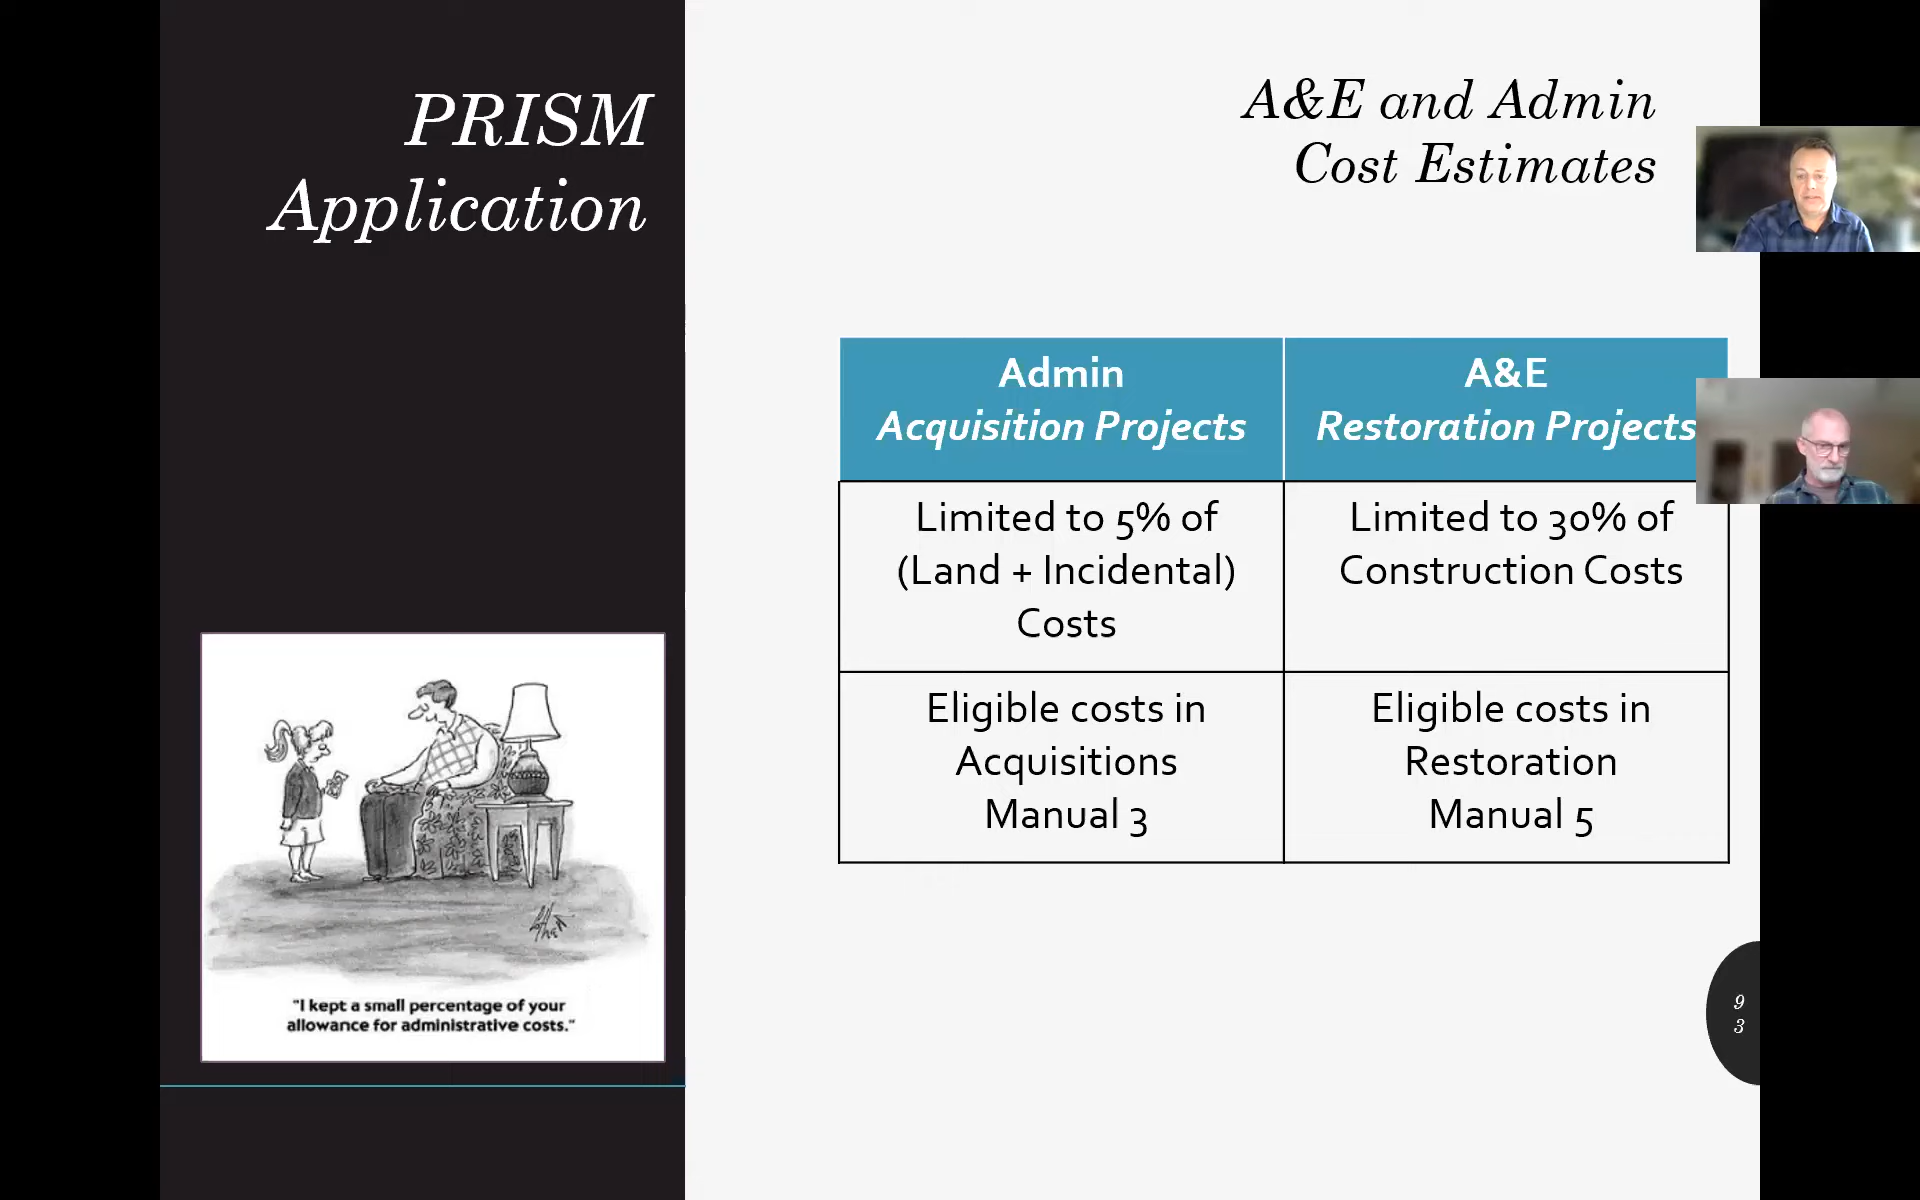 PRISM
Application
A&E and Admin
Cost Estimates
Admin
Acquisition Projects
A&E
Restoration Projects
Limited to 5% of
(Land + Incidental)
Costs
Limited to 30% of
Construction Costs
Eligible costs in
Acquisitions
Manual 3
Eligible costs in
Restoration
Manual 5
"I kept a small percentage of your
allowance for administrative costs."
9
3